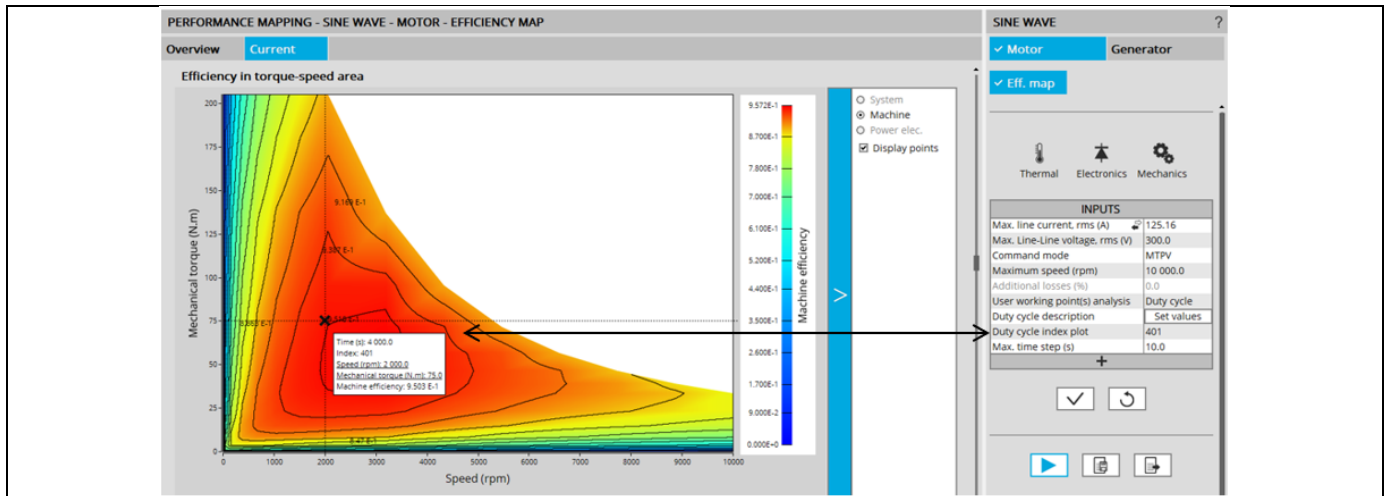 PERFORMANCE MAPPING - SINE WAVE - MOTOR - EFFICIENCY MAP
Overview Current
Efficiency in torque-speed area
200
175
150
125
100
75
50
25
0
Mechanical torque (N.m)
0 1000 2000 3000 4000 5000 6000 7000 8000 9000 10000
Speed (rpm)
9.169 E-1
8.47 E-1
Time (s): 4 000.0
Index: 401
Speed (rpm): 2 000.0
Mechanical torque (N.m): 75.0
Machine efficiency: 9.503 E-1
9.572E-1
8.700E-1
7.800E-1
7.000E-1
6.100E-1
5.200E-1
4.400E-1
3.500E-1
2.600E-1
1.700E-1
9.000E-2
0.000E+0
Machine efficiency
>
System
Machine
Power elec.
Display points
SINE WAVE ?
✓ Motor Generator
✓ Eff. map
Thermal Electronics Mechanics
INPUTS
Max. line current, rms (A) 125.16
Max. Line-Line voltage, rms (V) 300.0
Command mode MTPV
Maximum speed (rpm) 10 000.0
Additional losses (%) 0.0
User working point(s) analysis Duty cycle
Duty cycle description Set values
Duty cycle index plot 401
Max. time step (s) 10.0
+